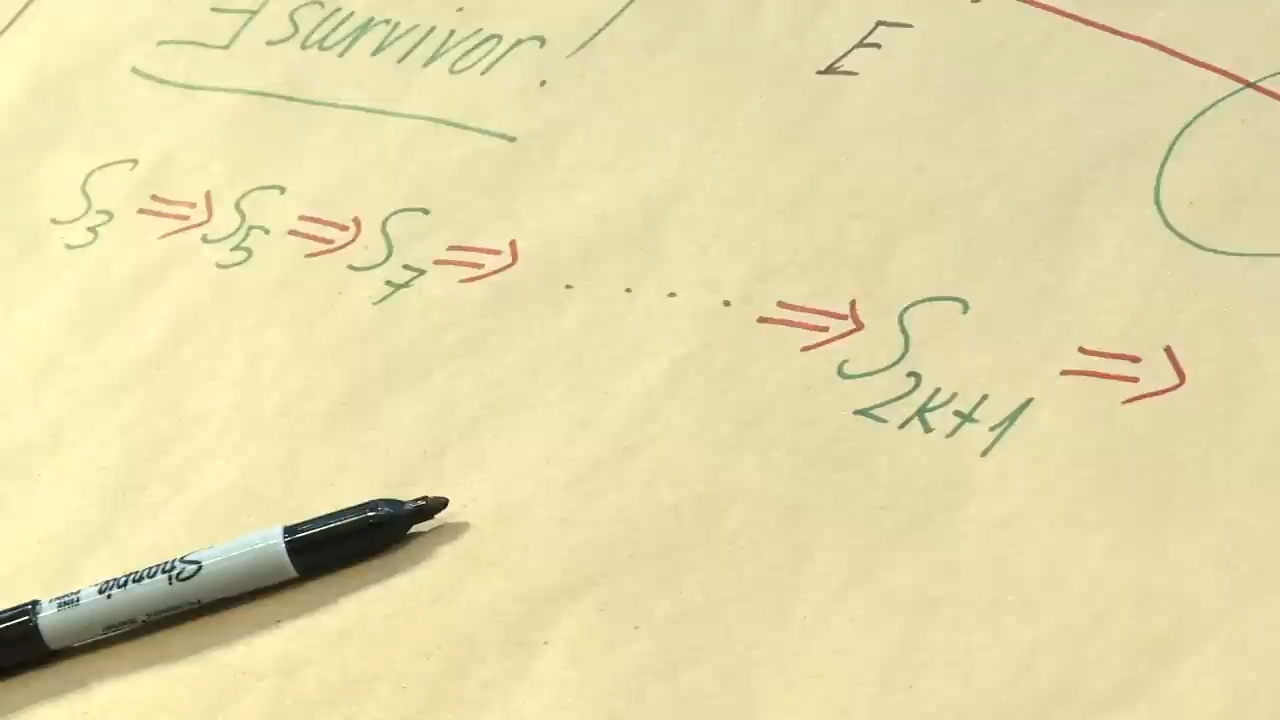 ∃ survivor.
E
S₃ ⇒ S₅ ⇒ S₇ ⇒ . . . . ⇒ S₂ₖ₊₁ ⇒
Sharpie